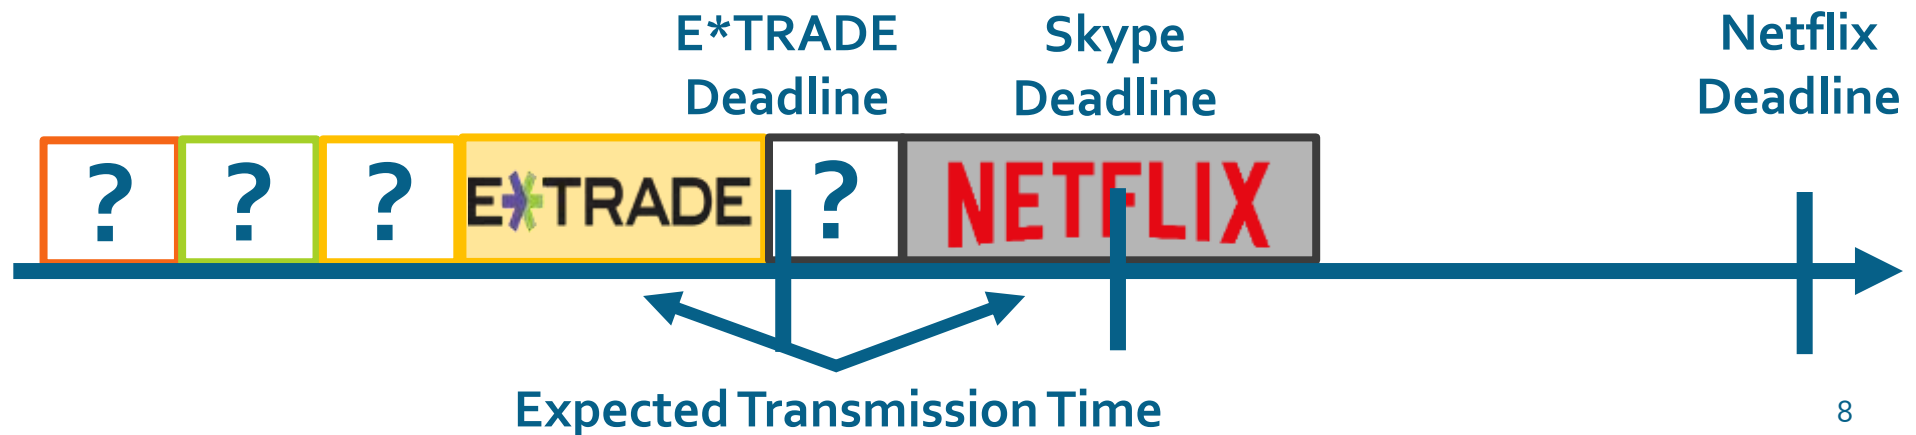 E*TRADE
Deadline
Skype
Deadline
Netflix
Deadline
? ? ? E*TRADE ? NETFLIX
Expected Transmission Time
8